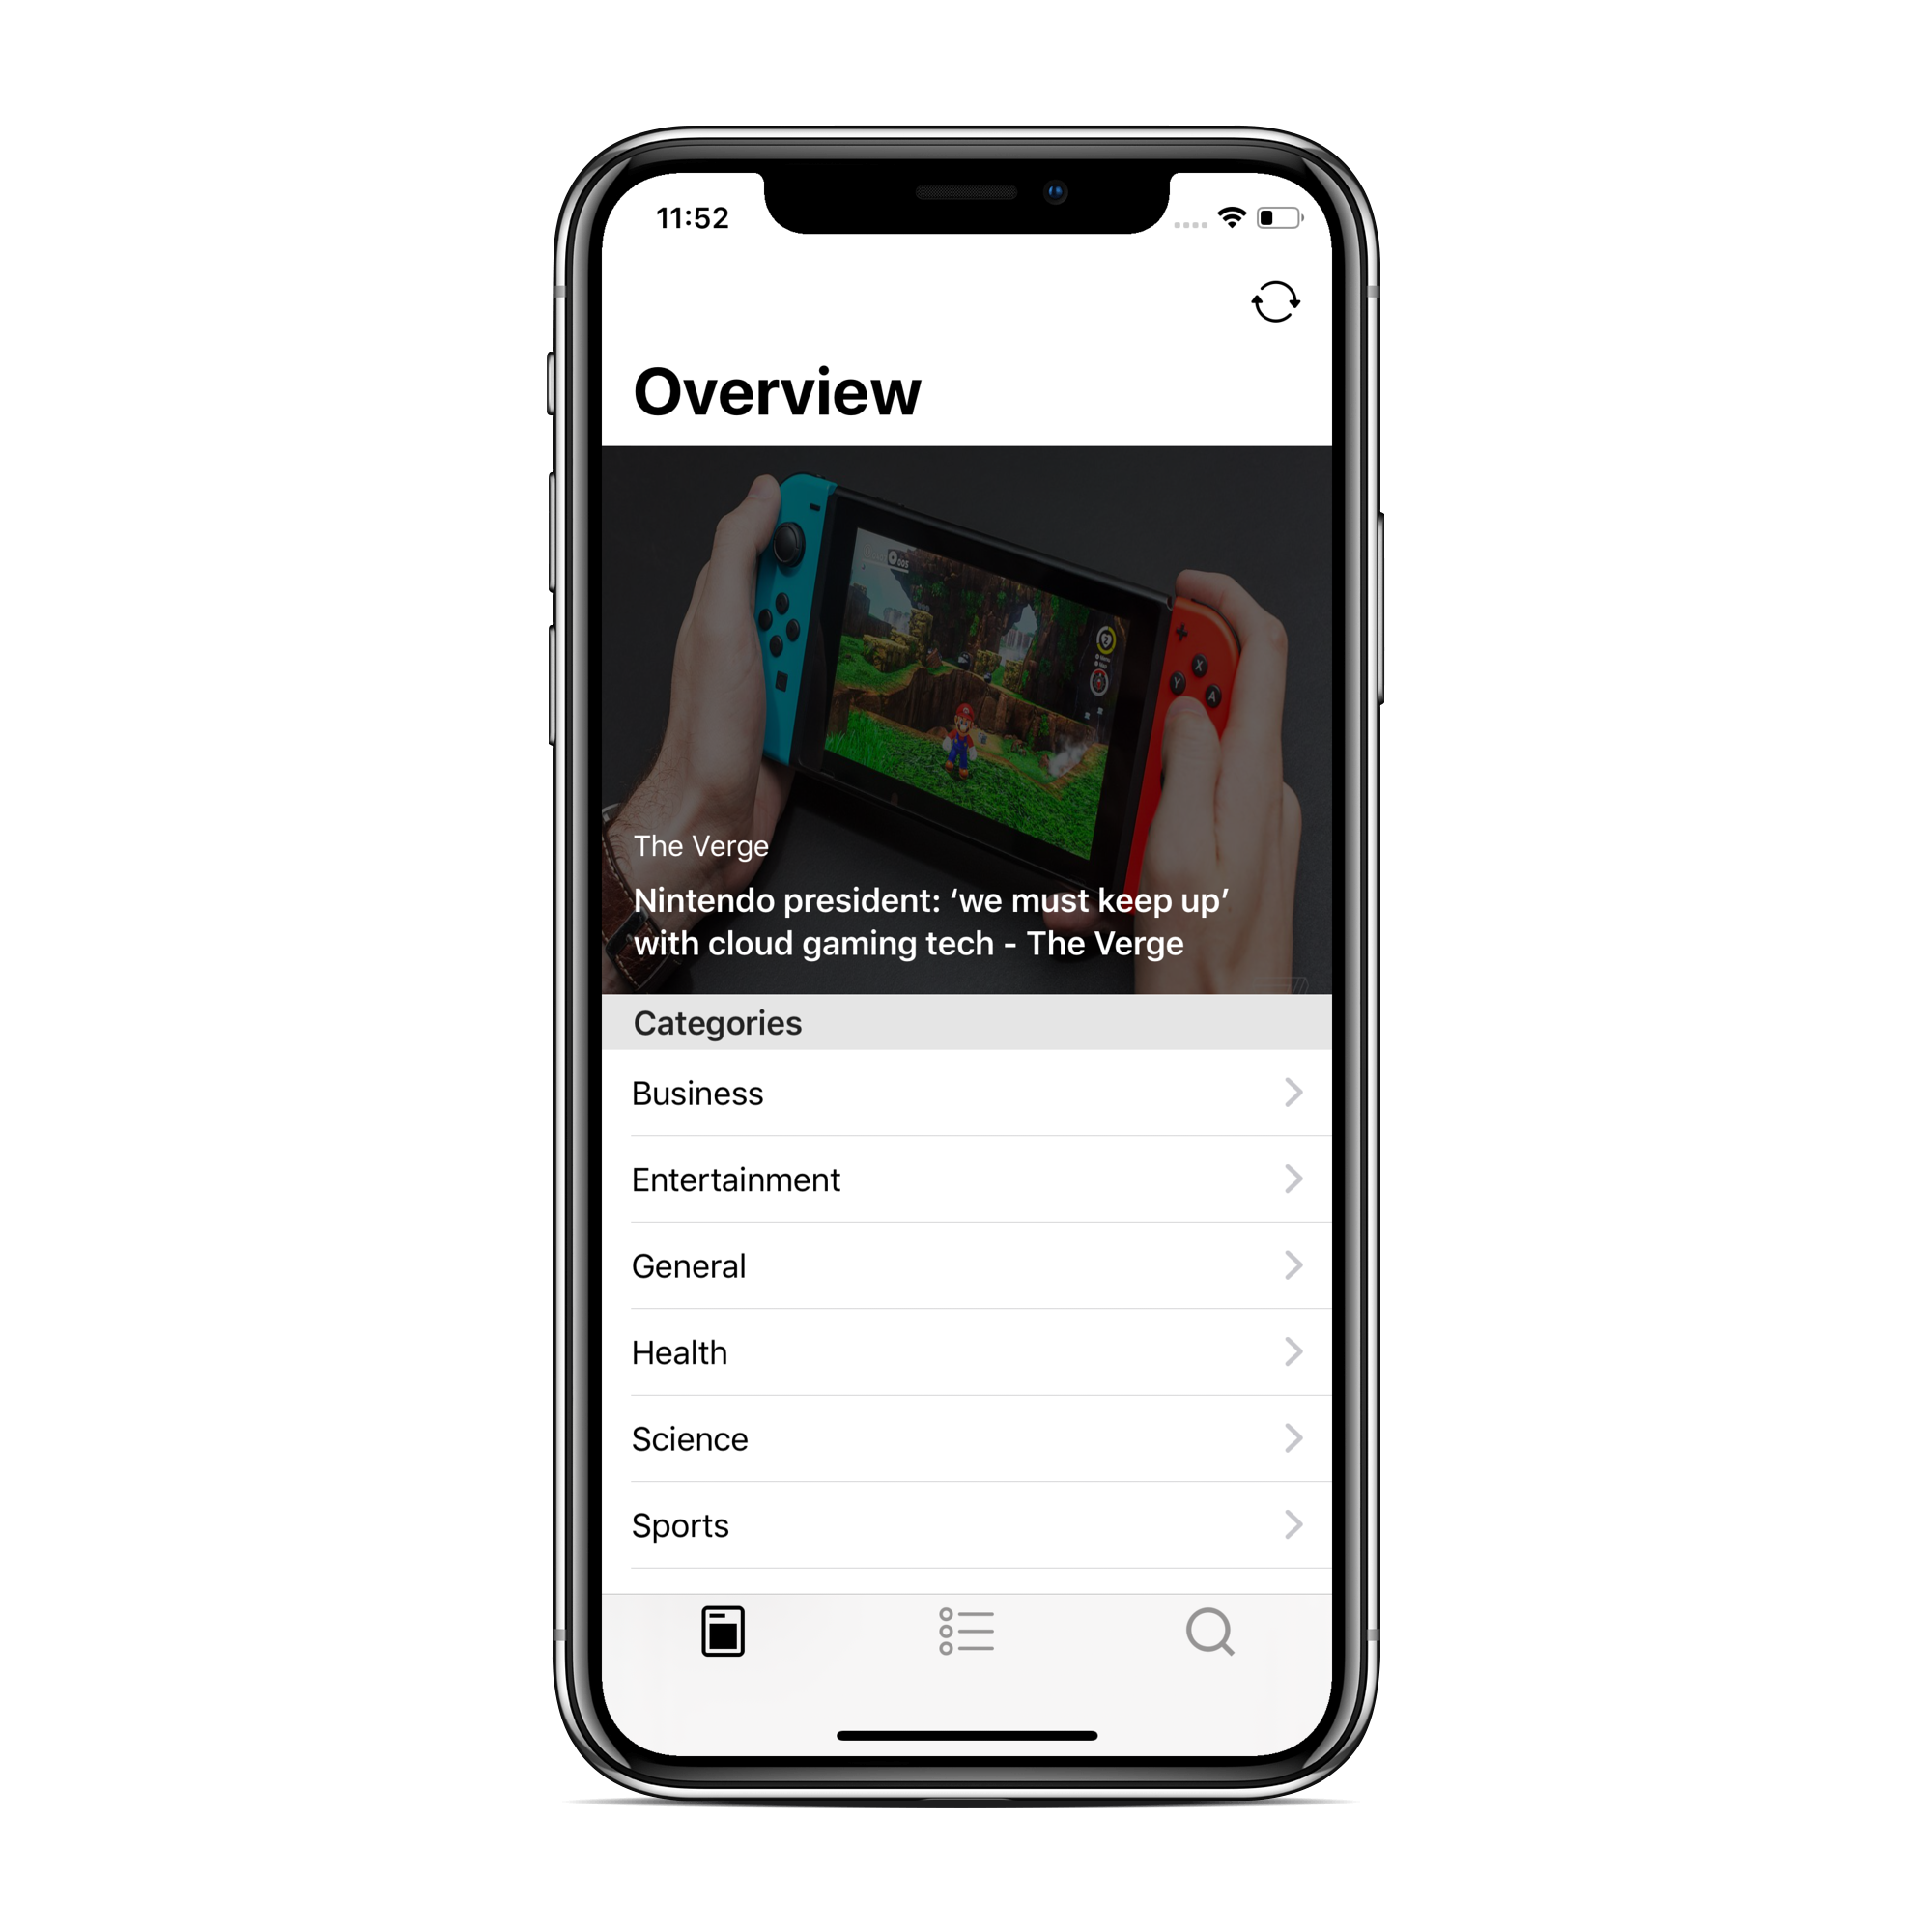 11:52
Overview
005
X
Y
A
The Verge
Nintendo president: ‘we must keep up’
with cloud gaming tech - The Verge
Categories
Business
Entertainment
General
Health
Science
Sports